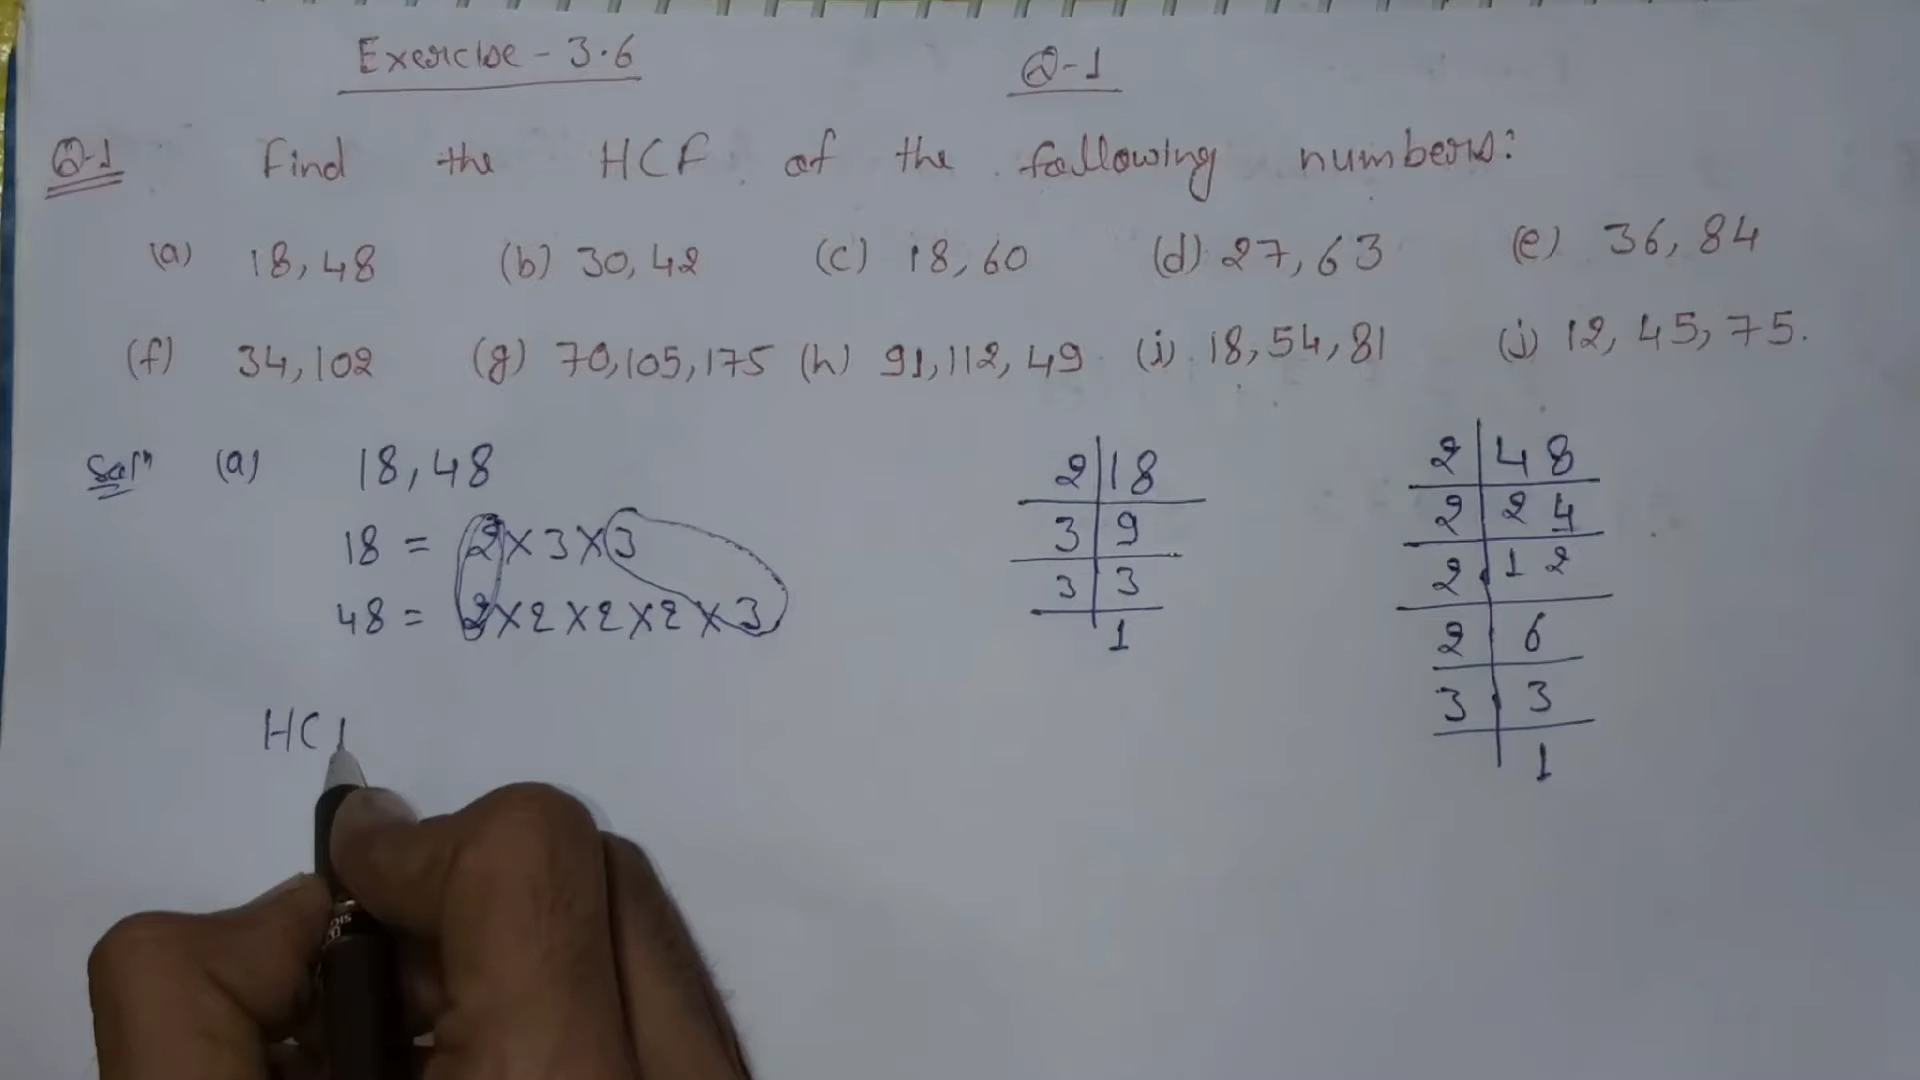 Exercise - 3.6 Q-1
Q-1 Find the HCF of the following numbers:
(a) 18, 48 (b) 30, 42 (c) 18, 60 (d) 27, 63 (e) 36, 84
(f) 34, 102 (g) 70, 105, 175 (h) 91, 112, 49 (i) 18, 54, 81 (j) 12, 45, 75.
Solⁿ (a) 18, 48
18 = 2 × 3 × 3
48 = 2 × 2 × 2 × 2 × 3
HC
2 | 18
3 | 9
3 | 3
1
2 | 48
2 | 24
2 | 12
2 | 6
3 | 3
1